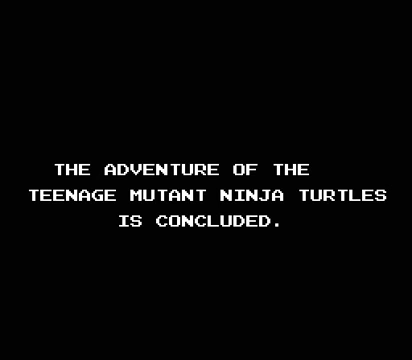 THE ADVENTURE OF THE
TEENAGE MUTANT NINJA TURTLES
IS CONCLUDED.